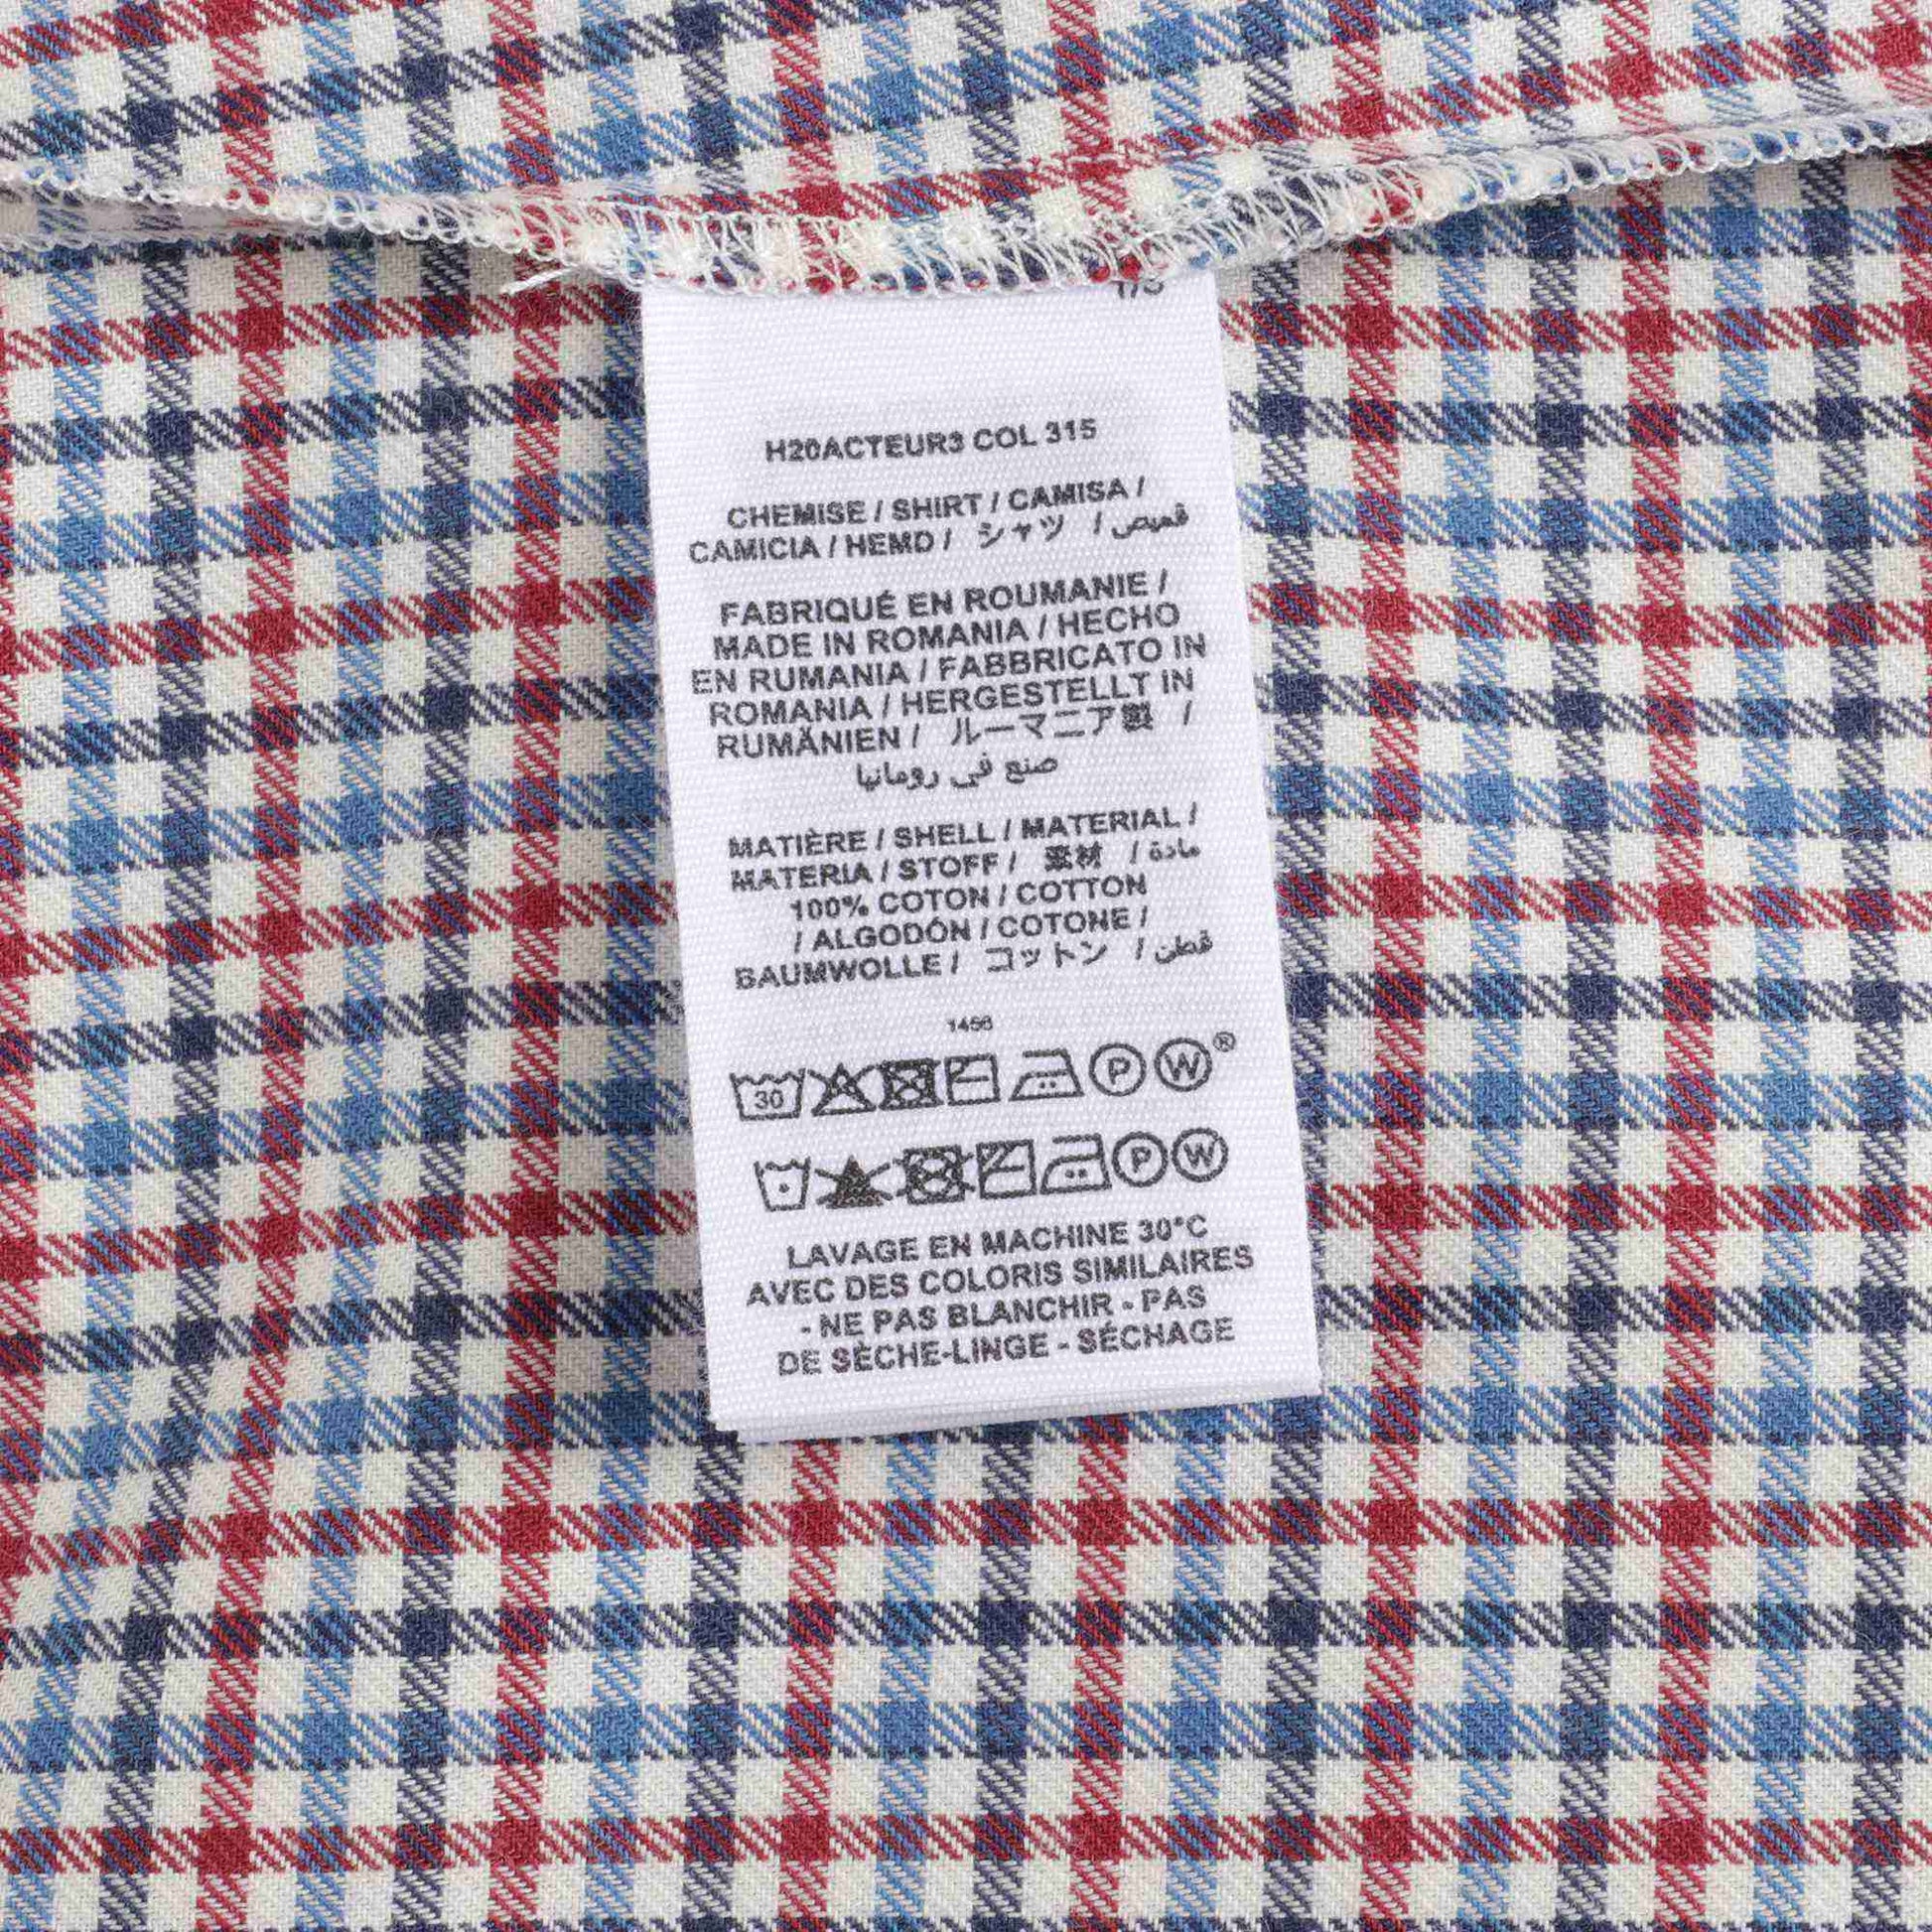 H20ACTEUR3 COL 315
CHEMISE / SHIRT / CAMISA /
CAMICIA / HEMD / シャツ / قميص
FABRIQUÉ EN ROUMANIE /
MADE IN ROMANIA / HECHO
EN RUMANIA / FABBRICATO IN
ROMANIA / HERGESTELLT IN
RUMÄNIEN / ルーマニア製 /
صنع في رومانيا
MATIÈRE / SHELL / MATERIAL /
MATERIA / STOFF / 素材 / مادة
100% COTON / COTTON
/ ALGODÓN / COTONE /
BAUMWOLLE / コットン / قطن
1456
30 P W ®
P W
LAVAGE EN MACHINE 30°C
AVEC DES COLORIS SIMILAIRES
- NE PAS BLANCHIR - PAS
DE SÈCHE-LINGE - SÉCHAGE